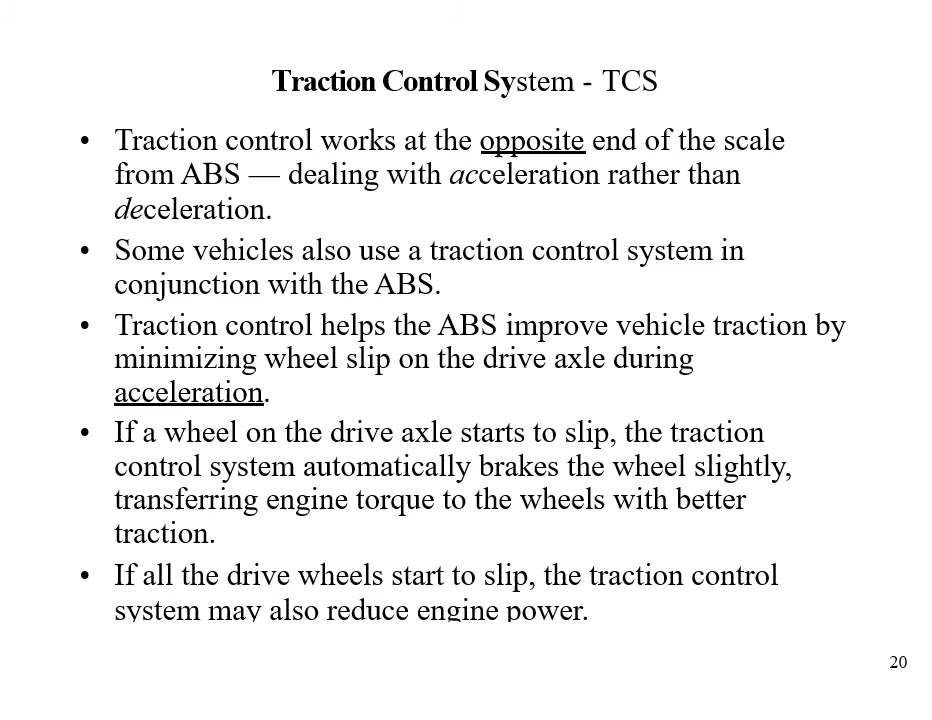 Traction Control System - TCS
• Traction control works at the opposite end of the scale
from ABS — dealing with acceleration rather than
deceleration.
• Some vehicles also use a traction control system in
conjunction with the ABS.
• Traction control helps the ABS improve vehicle traction by
minimizing wheel slip on the drive axle during
acceleration.
• If a wheel on the drive axle starts to slip, the traction
control system automatically brakes the wheel slightly,
transferring engine torque to the wheels with better
traction.
• If all the drive wheels start to slip, the traction control
system may also reduce engine power.
20